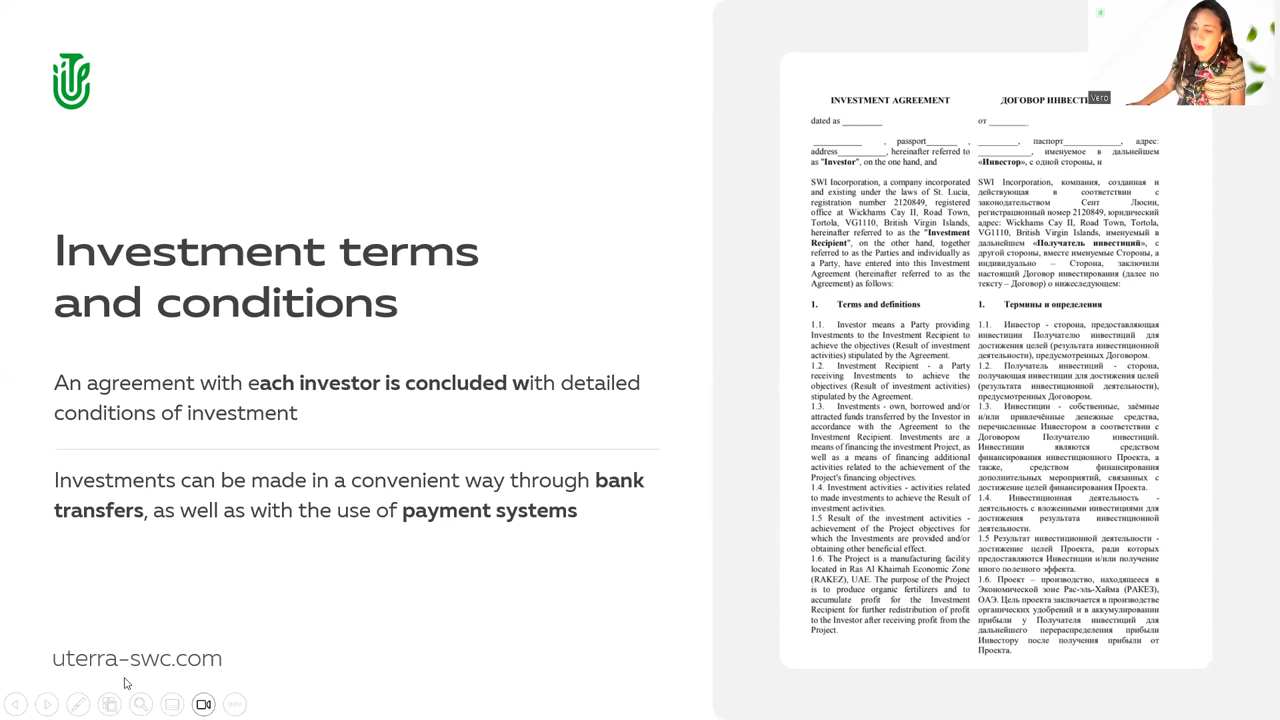 Investment terms
and conditions
An agreement with each investor is concluded with detailed
conditions of investment
Investments can be made in a convenient way through bank
transfers, as well as with the use of payment systems
uterra-swc.com
INVESTMENT AGREEMENT
dated as ________
__________ , passport______ ,
address__________, hereinafter referred to
as "Investor", on the one hand, and
SWI Incorporation, a company incorporated
and existing under the laws of St. Lucia,
registration number 2120849, registered
office at Wickhams Cay II, Road Town,
Tortola, VG1110, British Virgin Islands,
hereinafter referred to as the "Investment
Recipient", on the other hand, together
referred to as the Parties and individually as
a Party, have entered into this Investment
Agreement (hereinafter referred to as the
Agreement) as follows:
1. Terms and definitions
1.1. Investor means a Party providing
Investments to the Investment Recipient to
achieve the objectives (Result of investment
activities) stipulated by the Agreement.
1.2. Investment Recipient - a Party
receiving Investments to achieve the
objectives (Result of investment activities)
stipulated by the Agreement.
1.3. Investments - own, borrowed and/or
attracted funds transferred by the Investor in
accordance with the Agreement to the
Investment Recipient. Investments are a
means of financing the investment Project, as
well as a means of financing additional
activities related to the achievement of the
Project's financing objectives.
1.4. Investment activities - activities related
to made investments to achieve the Result of
investment activities.
1.5 Result of the investment activities -
achievement of the Project objectives for
which the Investments are provided and/or
obtaining other beneficial effect.
1.6. The Project is a manufacturing facility
located in Ras Al Khaimah Economic Zone
(RAKEZ), UAE. The purpose of the Project
is to produce organic fertilizers and to
accumulate profit for the Investment
Recipient for further redistribution of profit
to the Investor after receiving profit from the
Project.
ДОГОВОР ИНВЕСТИ
от ________
________, паспорт____________, адрес:
___________, именуемое в дальнейшем
«Инвестор», с одной стороны, и
SWI Incorporation, компания, созданная и
действующая в соответствии с
законодательством Сент Люсии,
регистрационный номер 2120849, юридический
адрес: Wickhams Cay II, Road Town, Tortola,
VG1110, British Virgin Islands, именуемый в
дальнейшем «Получатель инвестиций», с
другой стороны, вместе именуемые Стороны, а
индивидуально – Сторона, заключили
настоящий Договор инвестирования (далее по
тексту – Договор) о нижеследующем:
1. Термины и определения
1.1. Инвестор - сторона, предоставляющая
инвестиции Получателю инвестиций для
достижения целей (результата инвестиционной
деятельности), предусмотренных Договором.
1.2. Получатель инвестиций - сторона,
получающая инвестиции для достижения целей
(результата инвестиционной деятельности),
предусмотренных Договором.
1.3. Инвестиции - собственные, заёмные
и/или привлечённые денежные средства,
перечисленные Инвестором в соответствии с
Договором Получателю инвестиций.
Инвестиции являются средством
финансирования инвестиционного Проекта, а
также, средством финансирования
дополнительных мероприятий, связанных с
достижение целей финансирования Проекта.
1.4. Инвестиционная деятельность -
деятельность с вложенными инвестициями для
достижения результата инвестиционной
деятельности.
1.5 Результат инвестиционной деятельности -
достижение целей Проекта, ради которых
предоставляются Инвестиции и/или получение
иного полезного эффекта.
1.6. Проект – производство, находящееся в
Экономической зоне Рас-эль-Хайма (РАКЕЗ),
ОАЭ. Цель проекта заключается в производстве
органических удобрений и в аккумулировании
прибыли у Получателя инвестиций для
дальнейшего перераспределения прибыли
Инвестору после получения прибыли от
Проекта.
Vero